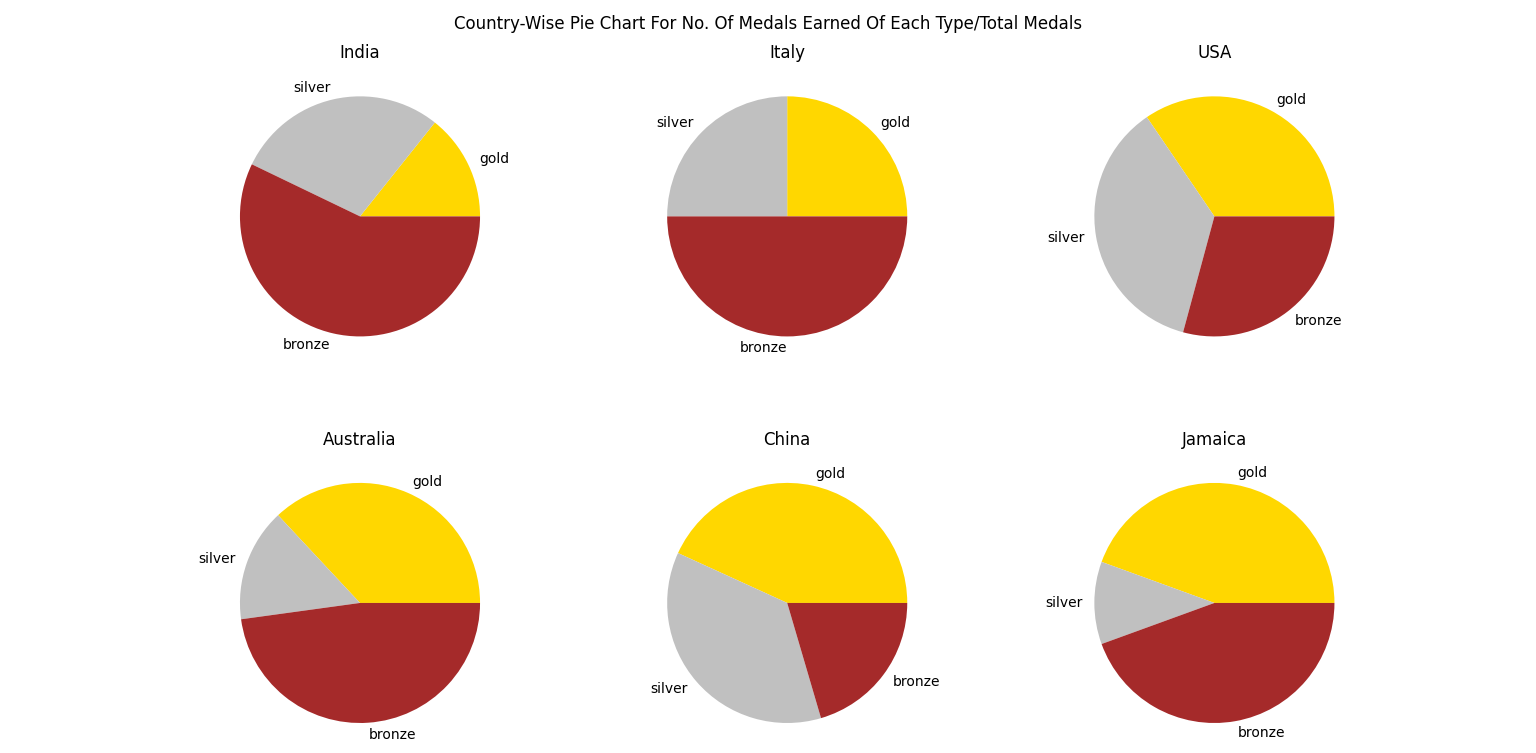 Country-Wise Pie Chart For No. Of Medals Earned Of Each Type/Total Medals
India
silver
gold
bronze
Italy
silver
gold
bronze
USA
gold
silver
bronze
Australia
gold
silver
bronze
China
gold
silver
bronze
Jamaica
gold
silver
bronze